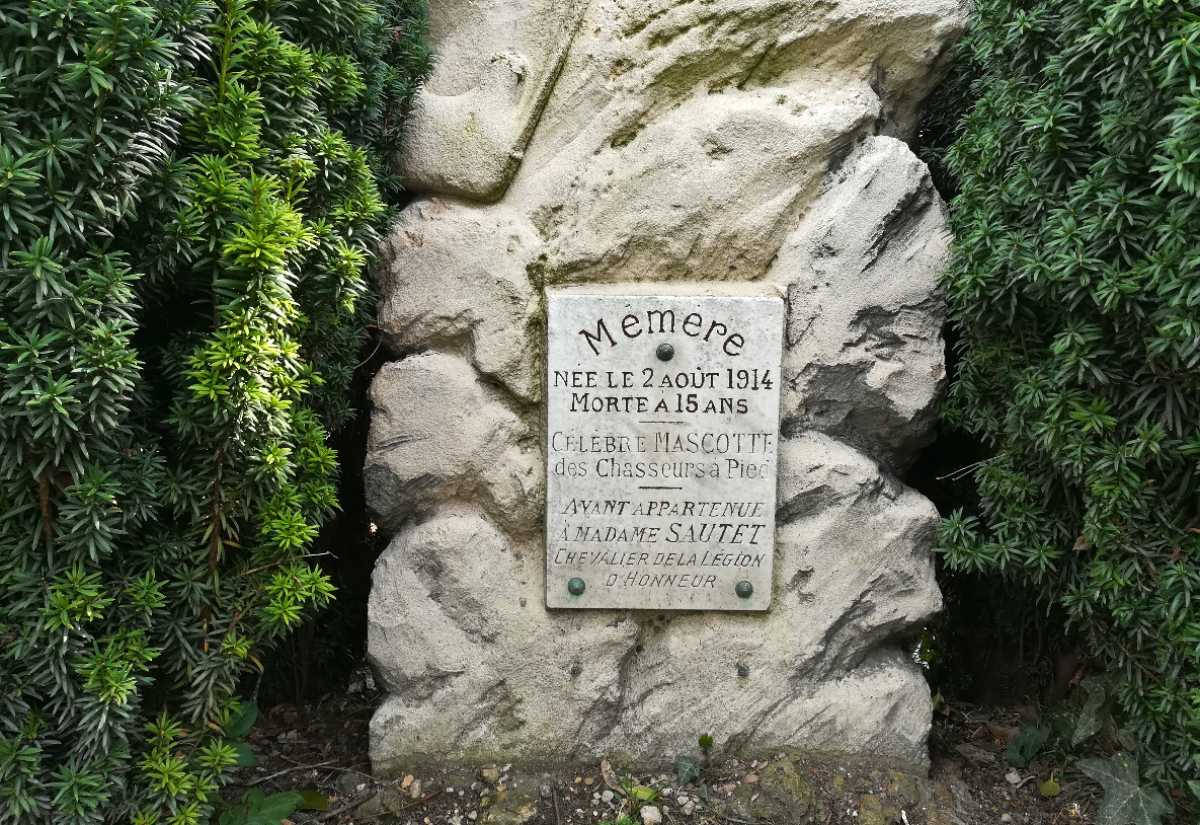 Mémère
NÉE LE 2 AOÛT 1914
MORTE A 15 ANS
CÉLÈBRE MASCOTTE
des Chasseurs à Pied
AYANT APPARTENUE
À MADAME SAUTET
CHEVALIER DE LA LÉGION
D'HONNEUR